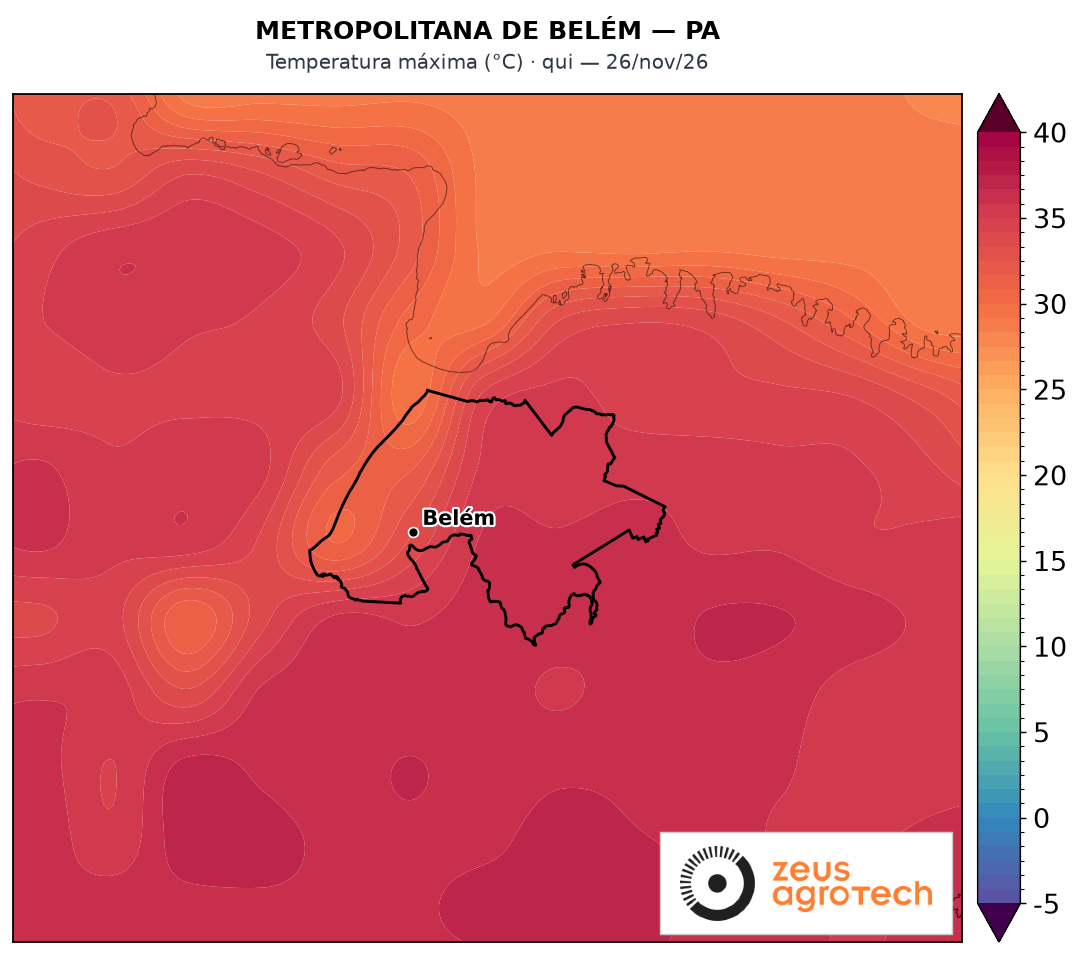 METROPOLITANA DE BELÉM — PA
Temperatura máxima (°C) · qui — 26/nov/26
40
35
30
25
20
15
10
5
0
-5
Belém
zeus
agrotech